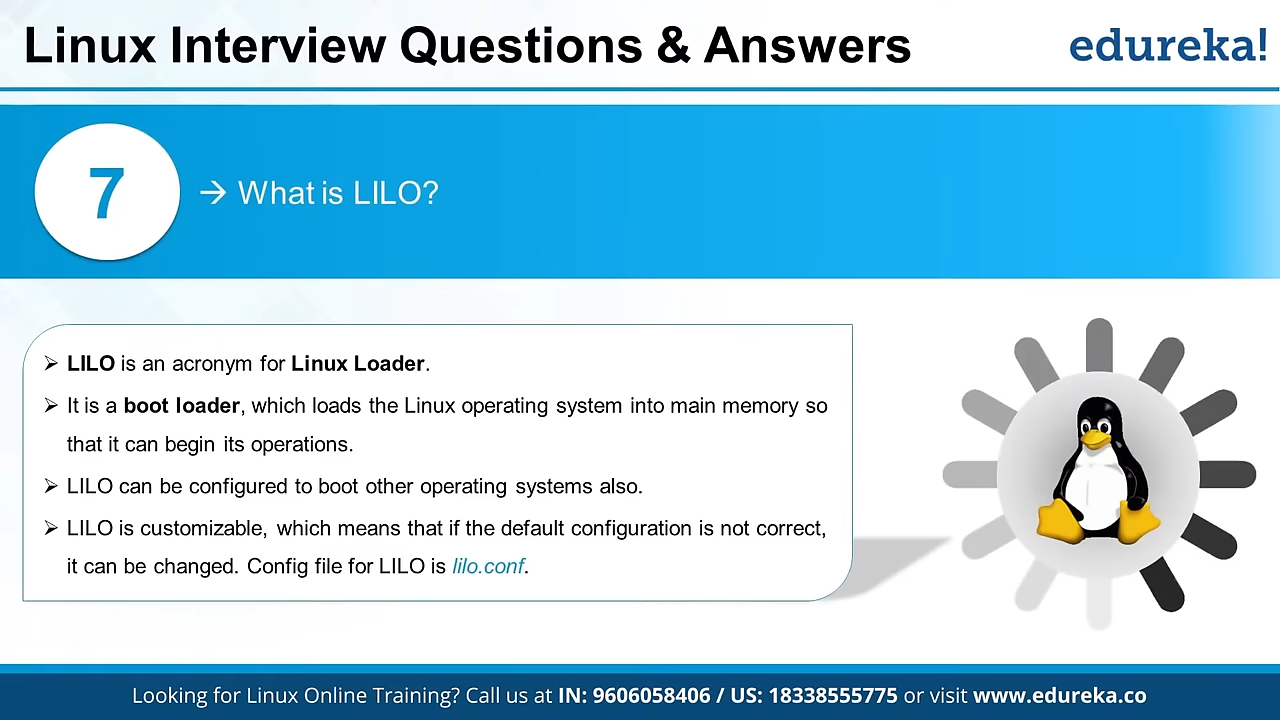 Linux Interview Questions & Answers
edureka!
7
→ What is LILO?
➢ LILO is an acronym for Linux Loader.
➢ It is a boot loader, which loads the Linux operating system into main memory so
that it can begin its operations.
➢ LILO can be configured to boot other operating systems also.
➢ LILO is customizable, which means that if the default configuration is not correct,
it can be changed. Config file for LILO is lilo.conf.
Looking for Linux Online Training? Call us at IN: 9606058406 / US: 18338555775 or visit www.edureka.co